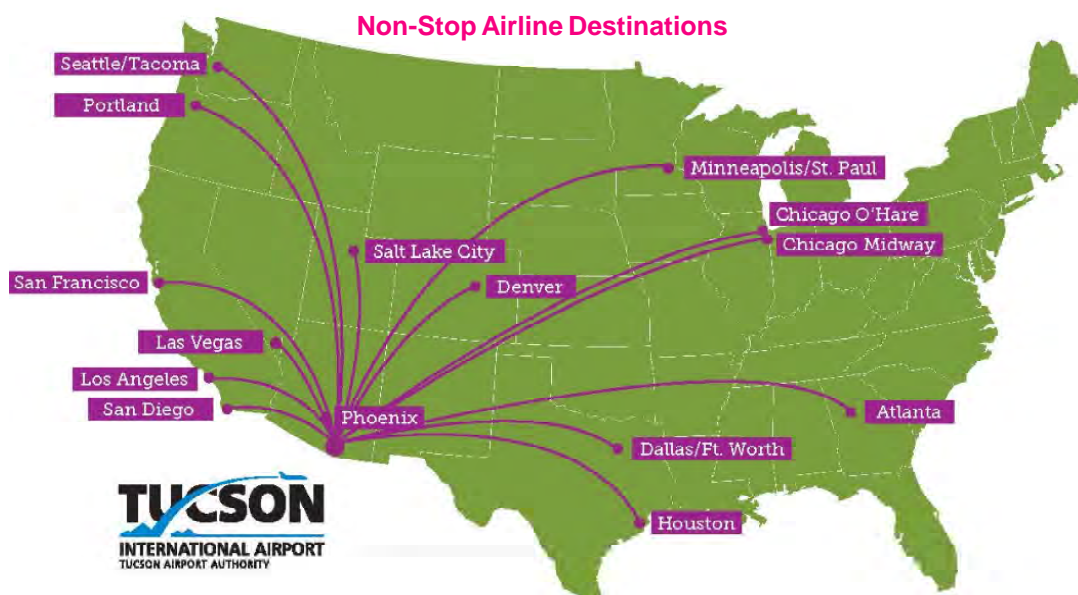 Non-Stop Airline Destinations
Seattle/Tacoma
Portland
Minneapolis/St. Paul
Chicago O'Hare
Chicago Midway
Salt Lake City
San Francisco
Denver
Las Vegas
Los Angeles
San Diego
Phoenix
Atlanta
Dallas/Ft. Worth
Houston
TUCSON
INTERNATIONAL AIRPORT
TUCSON AIRPORT AUTHORITY